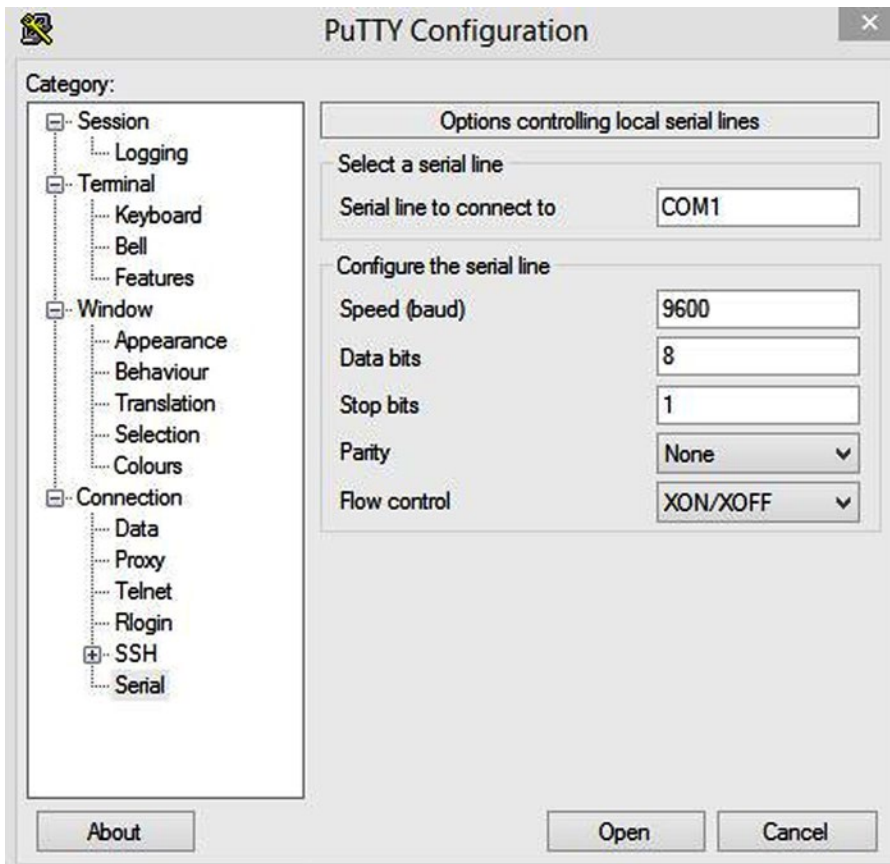 PuTTY Configuration
Category:
Session
Logging
Terminal
Keyboard
Bell
Features
Window
Appearance
Behaviour
Translation
Selection
Colours
Connection
Data
Proxy
Telnet
Rlogin
SSH
Serial
Options controlling local serial lines
Select a serial line
Serial line to connect to COM1
Configure the serial line
Speed (baud) 9600
Data bits 8
Stop bits 1
Parity None
Flow control XON/XOFF
About Open Cancel